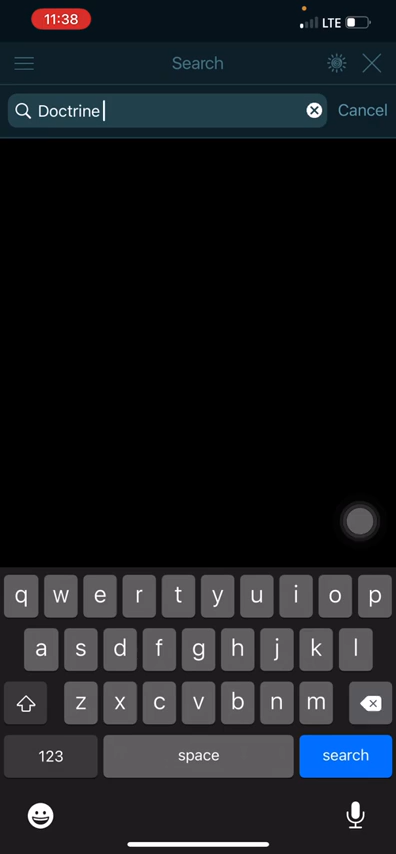 11:38
LTE
Search
Doctrine
Cancel
q w e r t y u i o p
a s d f g h j k l
z x c v b n m
123 space search